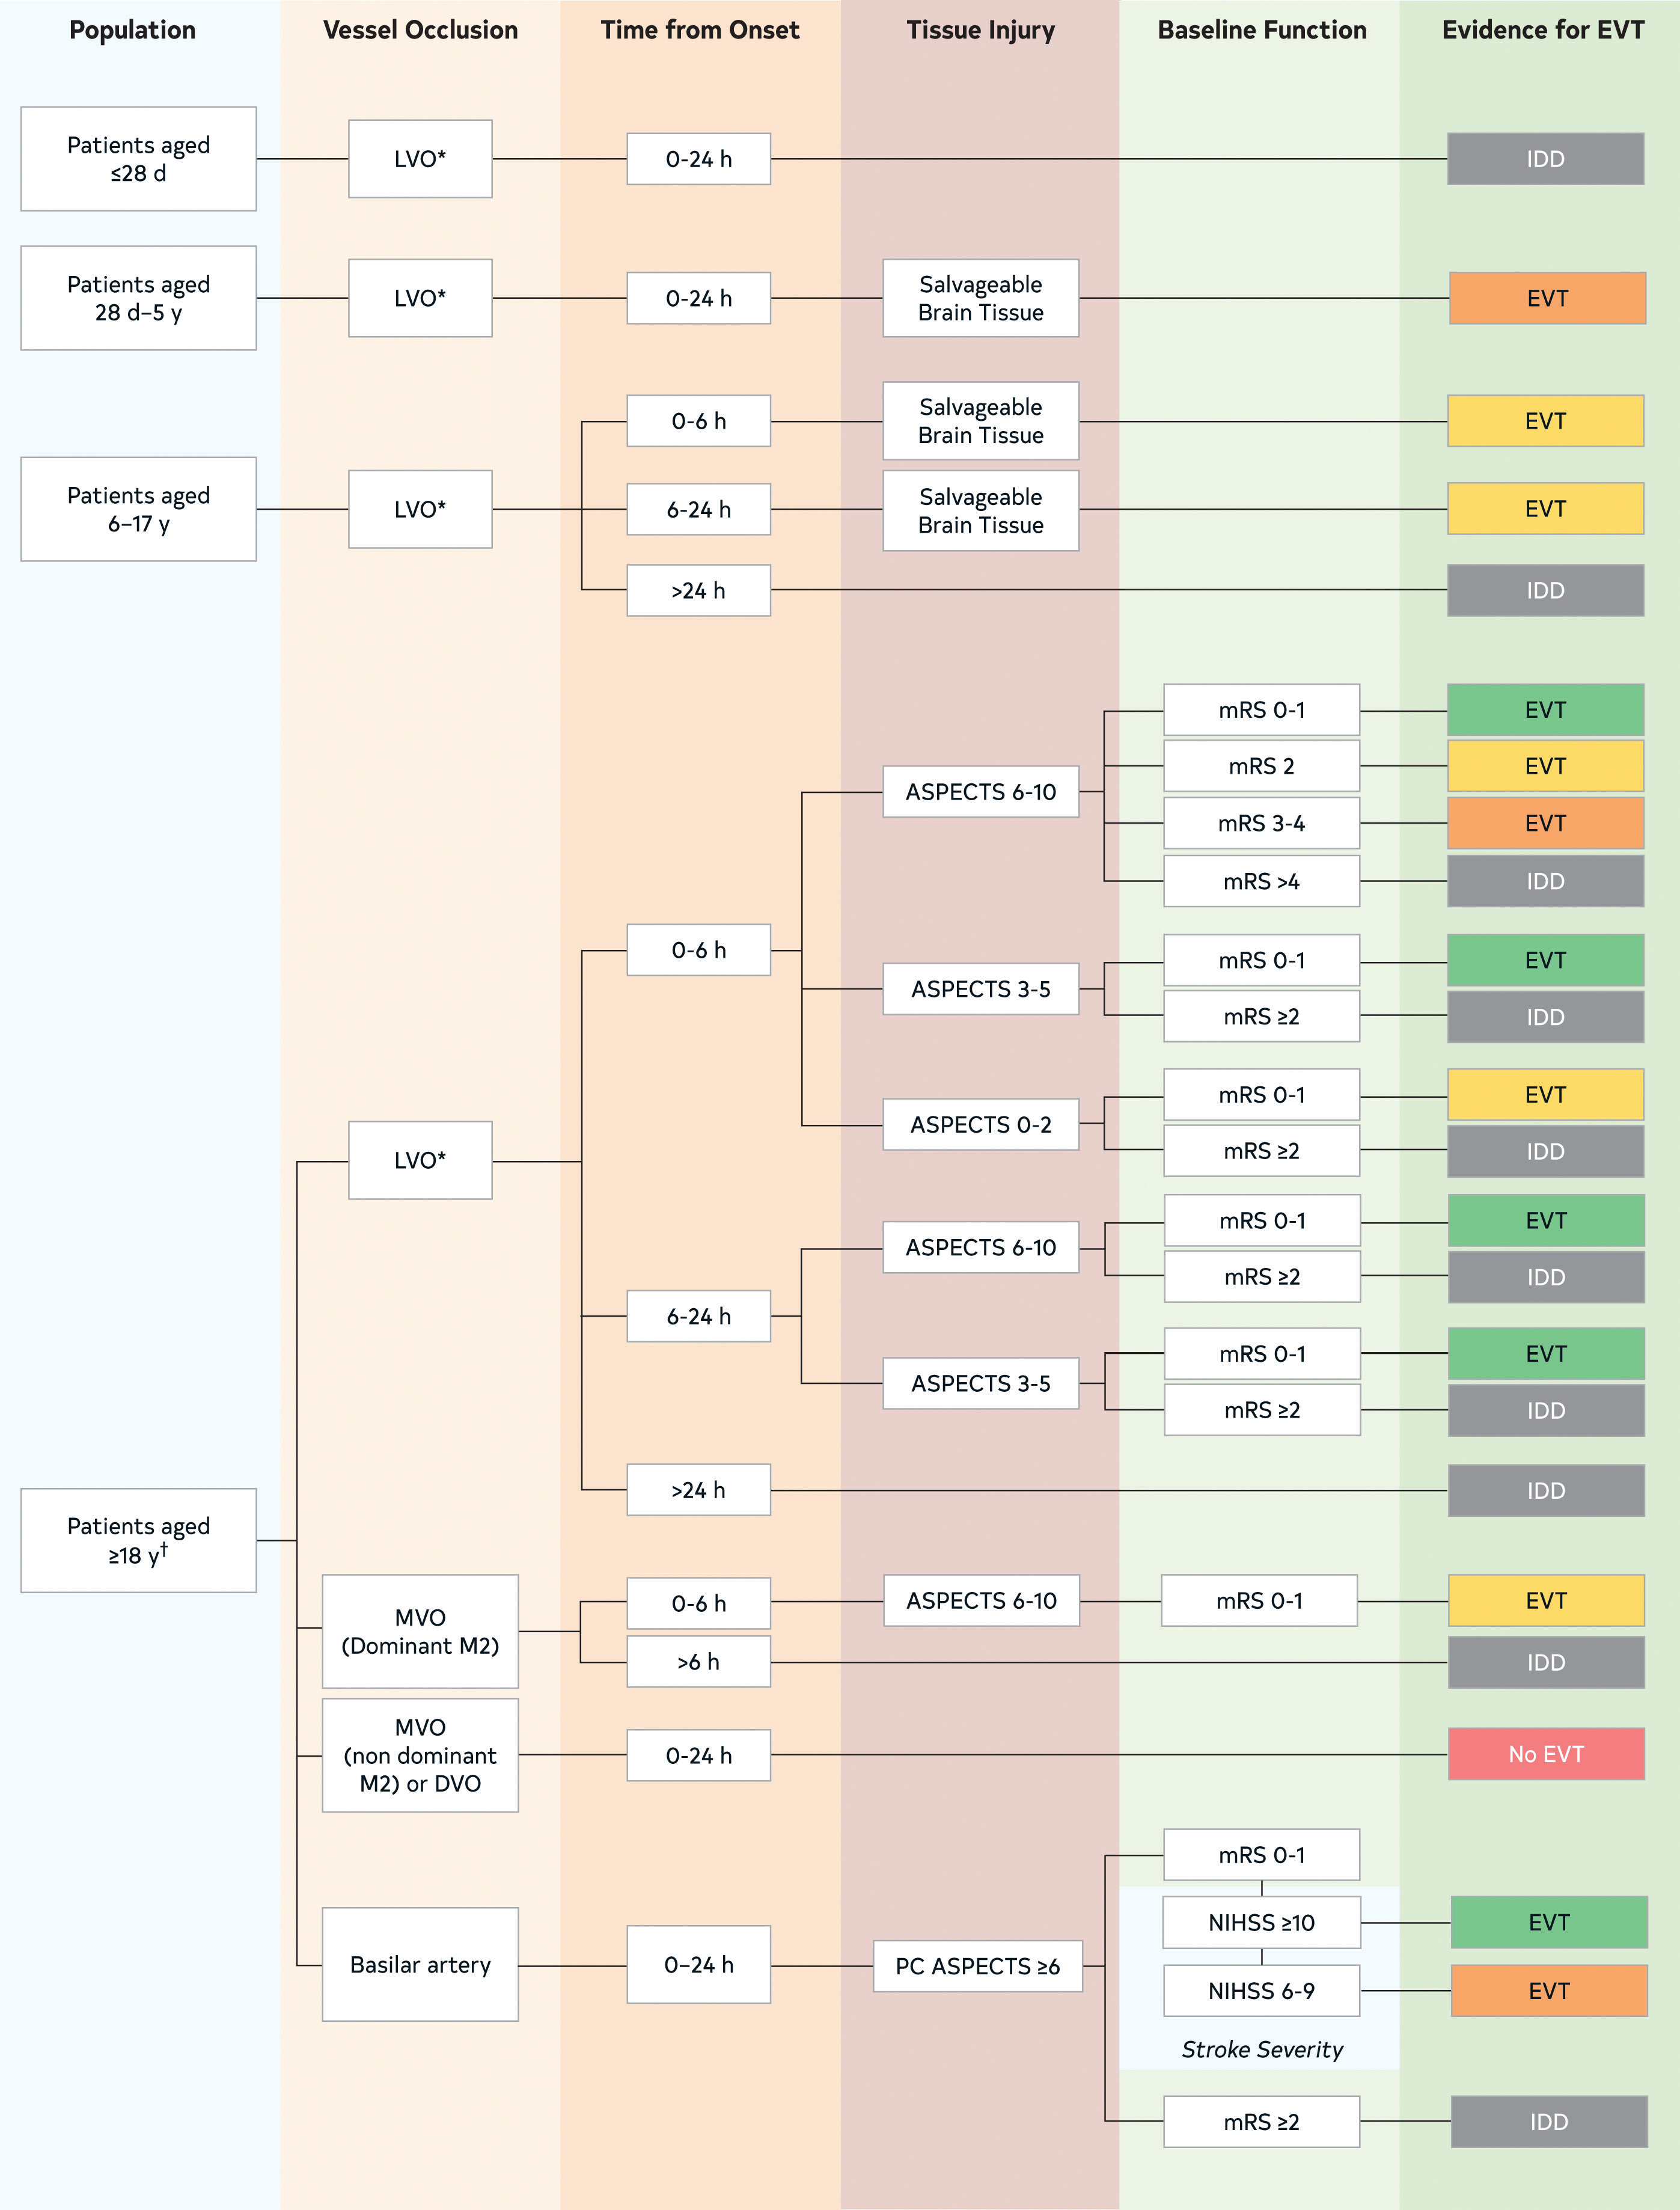 Population
Vessel Occlusion
Time from Onset
Tissue Injury
Baseline Function
Evidence for EVT
Patients aged
≤28 d
LVO*
0-24 h
IDD
Patients aged
28 d–5 y
LVO*
0-24 h
Salvageable
Brain Tissue
EVT
Patients aged
6–17 y
LVO*
0-6 h
Salvageable
Brain Tissue
EVT
6-24 h
Salvageable
Brain Tissue
EVT
>24 h
IDD
Patients aged
≥18 y†
LVO*
0-6 h
ASPECTS 6-10
mRS 0-1
EVT
mRS 2
EVT
mRS 3-4
EVT
mRS >4
IDD
ASPECTS 3-5
mRS 0-1
EVT
mRS ≥2
IDD
ASPECTS 0-2
mRS 0-1
EVT
mRS ≥2
IDD
6-24 h
ASPECTS 6-10
mRS 0-1
EVT
mRS ≥2
IDD
ASPECTS 3-5
mRS 0-1
EVT
mRS ≥2
IDD
>24 h
IDD
MVO
(Dominant M2)
0-6 h
ASPECTS 6-10
mRS 0-1
EVT
>6 h
IDD
MVO
(non dominant
M2) or DVO
0-24 h
No EVT
Basilar artery
0–24 h
PC ASPECTS ≥6
mRS 0-1
NIHSS ≥10
EVT
NIHSS 6-9
EVT
Stroke Severity
mRS ≥2
IDD